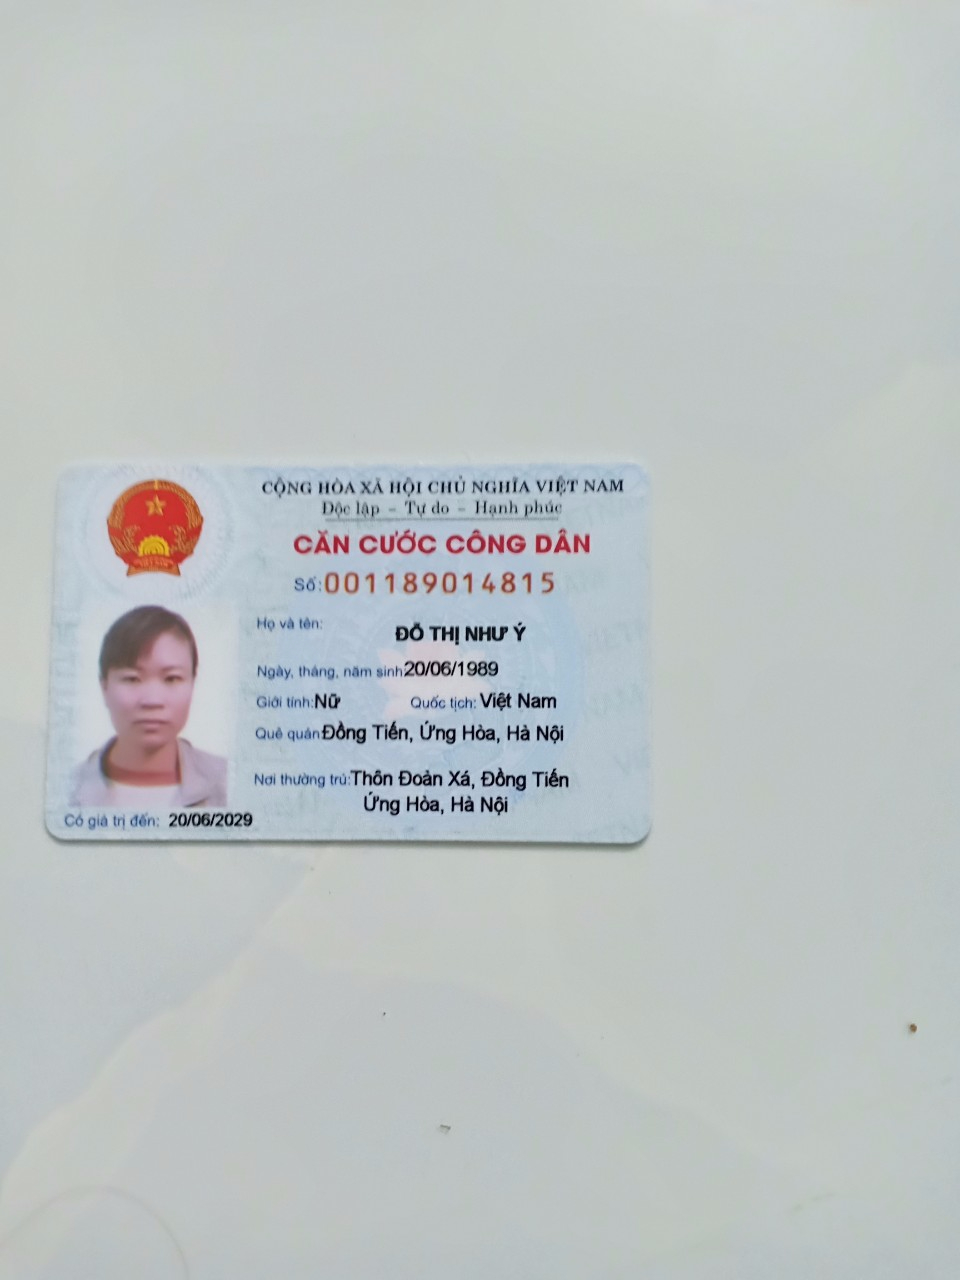 CỘNG HÒA XÃ HỘI CHỦ NGHĨA VIỆT NAM
Độc lập - Tự do - Hạnh phúc
CĂN CƯỚC CÔNG DÂN
Số: 001189014815
Họ và tên: ĐỖ THỊ NHƯ Ý
Ngày, tháng, năm sinh: 20/06/1989
Giới tính: Nữ Quốc tịch: Việt Nam
Quê quán: Đồng Tiến, Ứng Hòa, Hà Nội
Nơi thường trú: Thôn Đoàn Xá, Đồng Tiến
Ứng Hòa, Hà Nội
Có giá trị đến: 20/06/2029